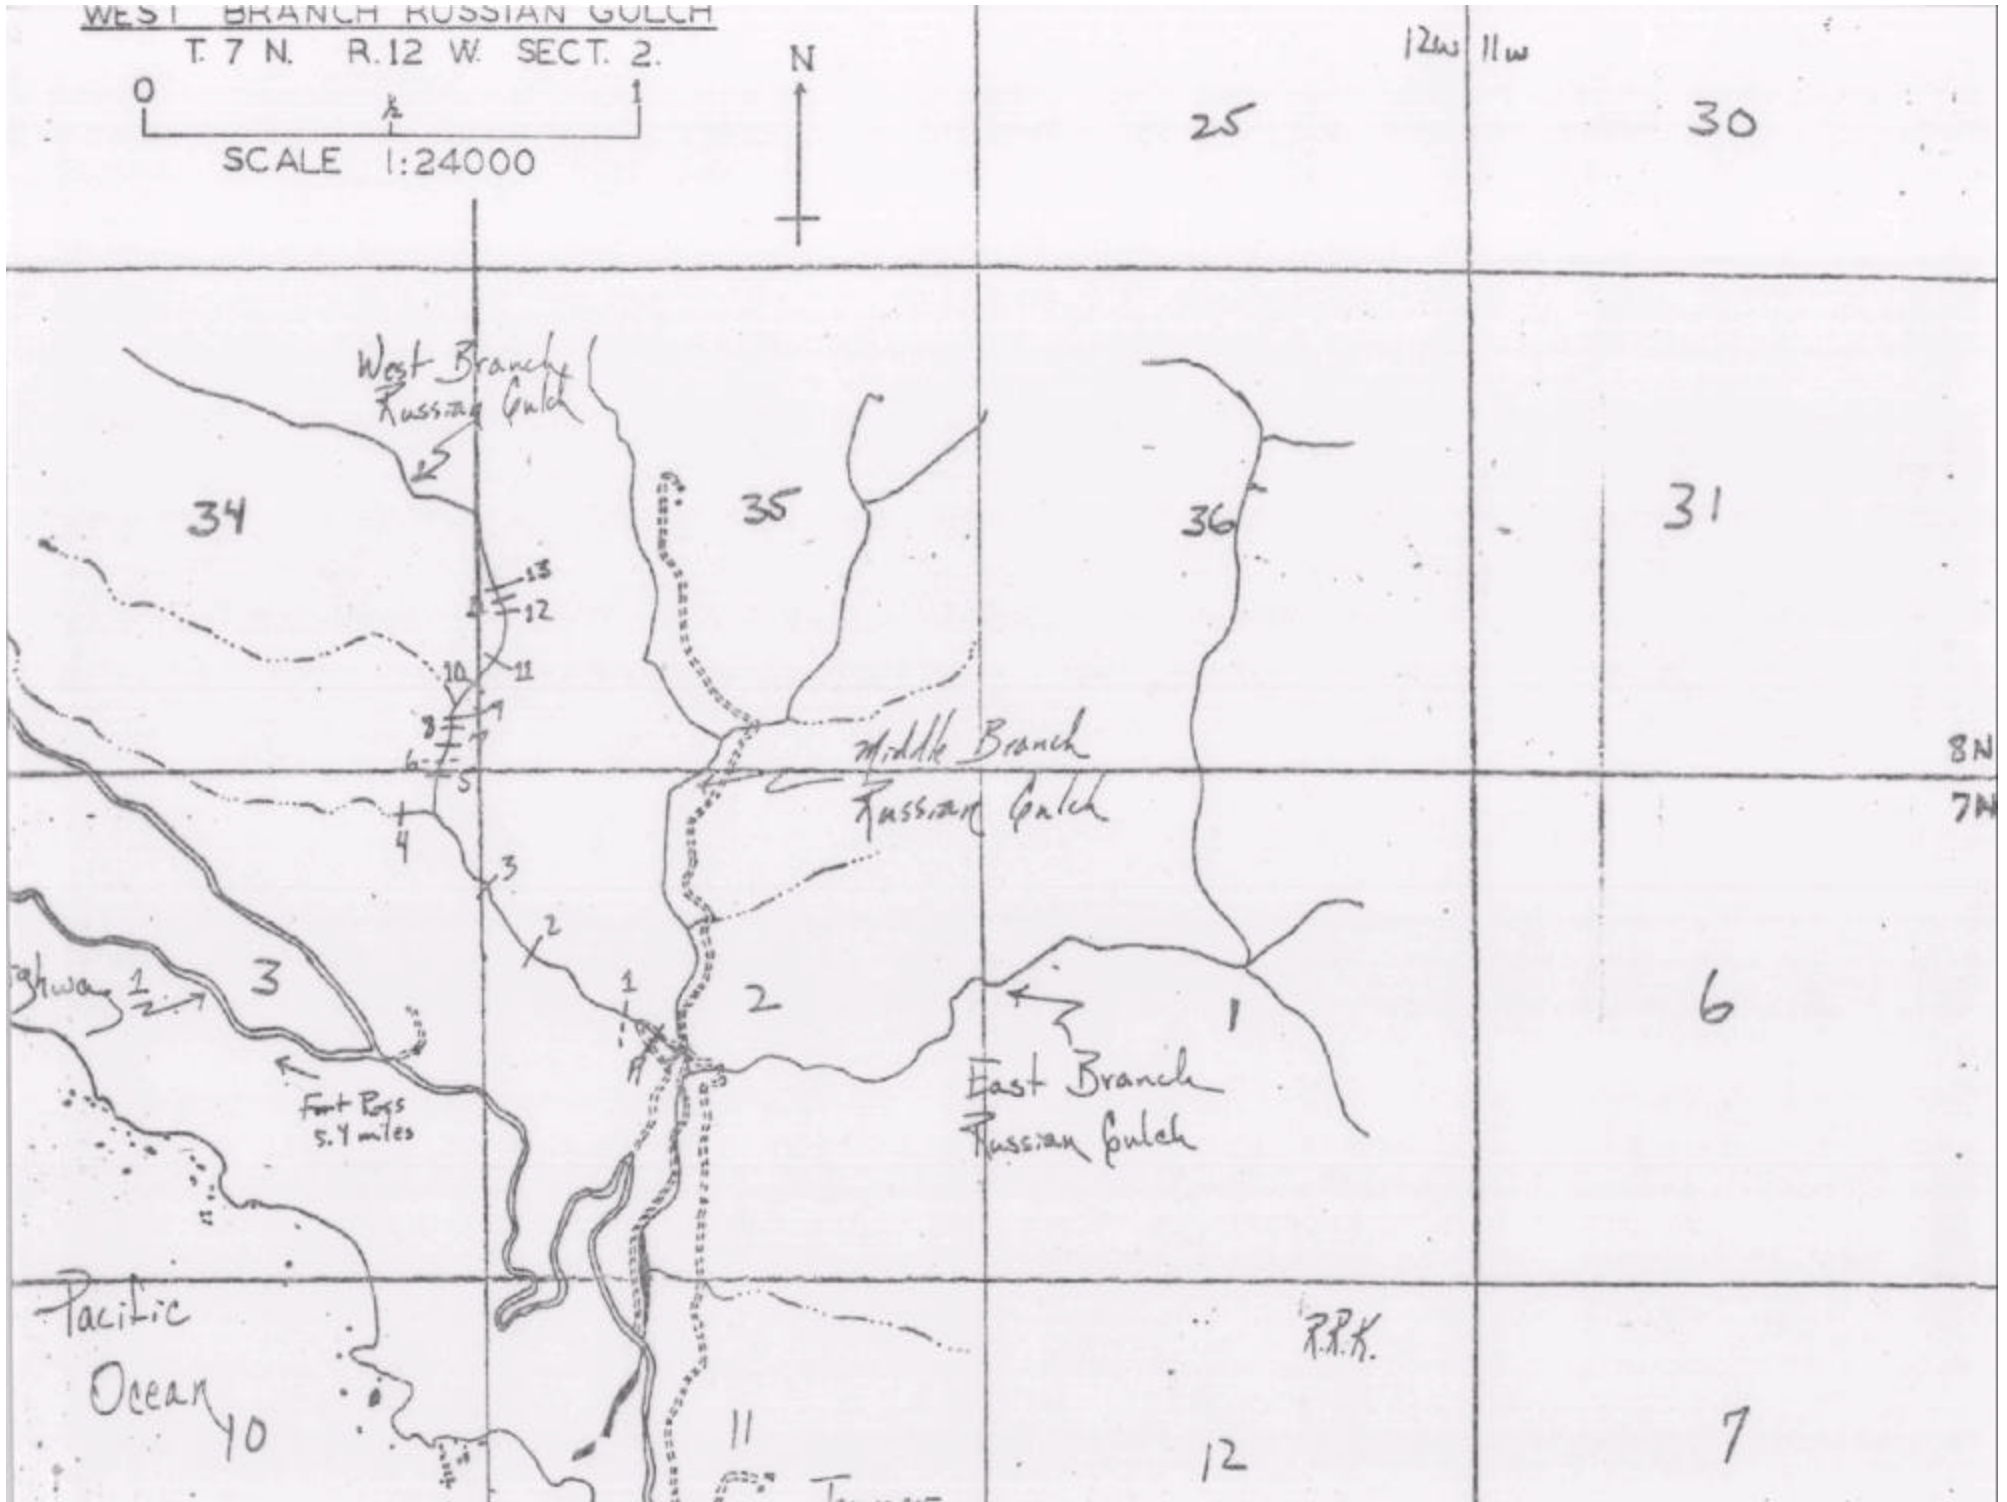 WEST BRANCH RUSSIAN GULCH
T. 7 N. R.12 W. SECT. 2.
0 ½ 1
SCALE 1:24000
N
12w 11w
25
30
West Branch
Russian Gulch
34
35
36
31
13
12
11
10
8
7
6
5
4
3
2
1
Middle Branch
Russian Gulch
8N
7N
3
2
1
6
1
Fort Ross
5.4 miles
East Branch
Russian Gulch
Pacific
Ocean
10
11
R.R.K.
12
7